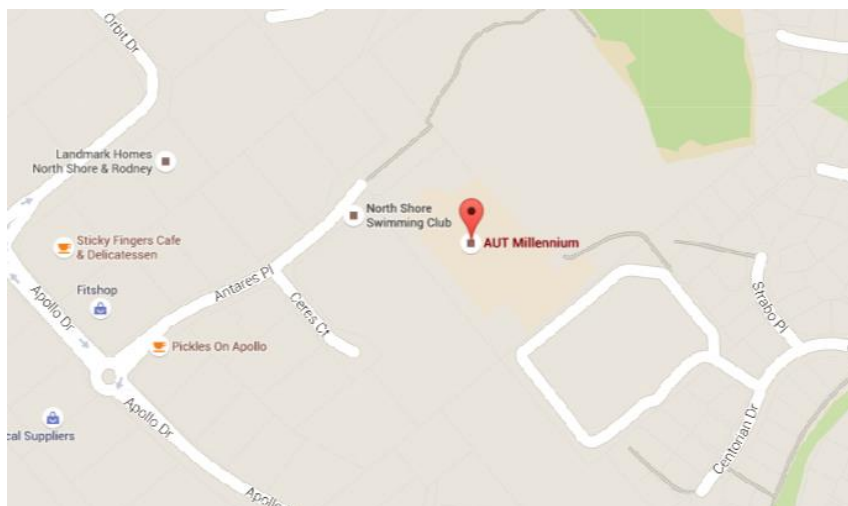 Orbit Dr
Landmark Homes
North Shore & Rodney
North Shore
Swimming Club
AUT Millennium
Sticky Fingers Cafe
& Delicatessen
Antares Pl
Strabo Pl
Fitshop
Apollo Dr
Ceres Ct
Pickles On Apollo
Apollo Dr
Centorian Dr
cal Suppliers
Apollo